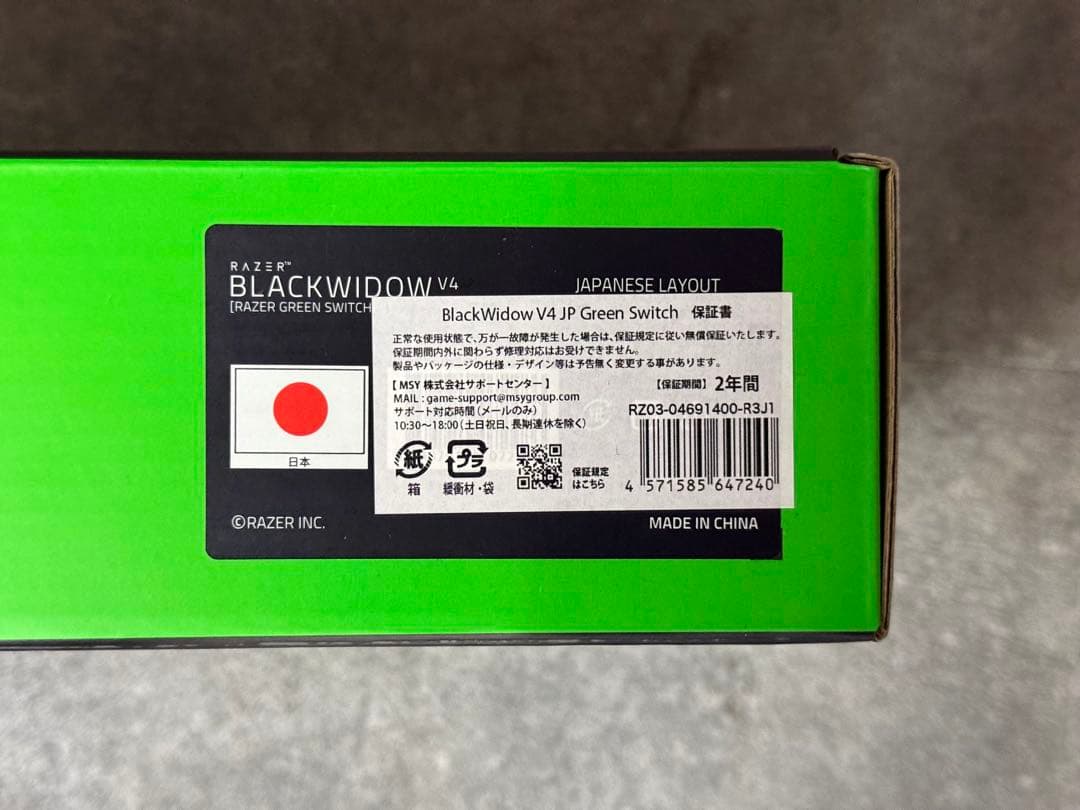 RAZER™
BLACKWIDOW V4
JAPANESE LAYOUT
[RAZER GREEN SWITCH
BlackWidow V4 JP Green Switch 保証書
正常な使用状態で、万が一故障が発生した場合は、保証規定に従い無償保証いたします。
保証期間内外に関わらず修理対応はお受けできません。
製品やパッケージの仕様・デザイン等は予告無く変更する事があります。
【 MSY 株式会社サポートセンター 】
【保証期間】 2年間
MAIL : game-support@msygroup.com
サポート対応時間（メールのみ）
10:30～18:00（土日祝日、長期連休を除く）
RZ03-04691400-R3J1
日本
紙
箱
プラ
緩衝材・袋
保証規定
はこちら
4 571585 647240
©RAZER INC.
MADE IN CHINA